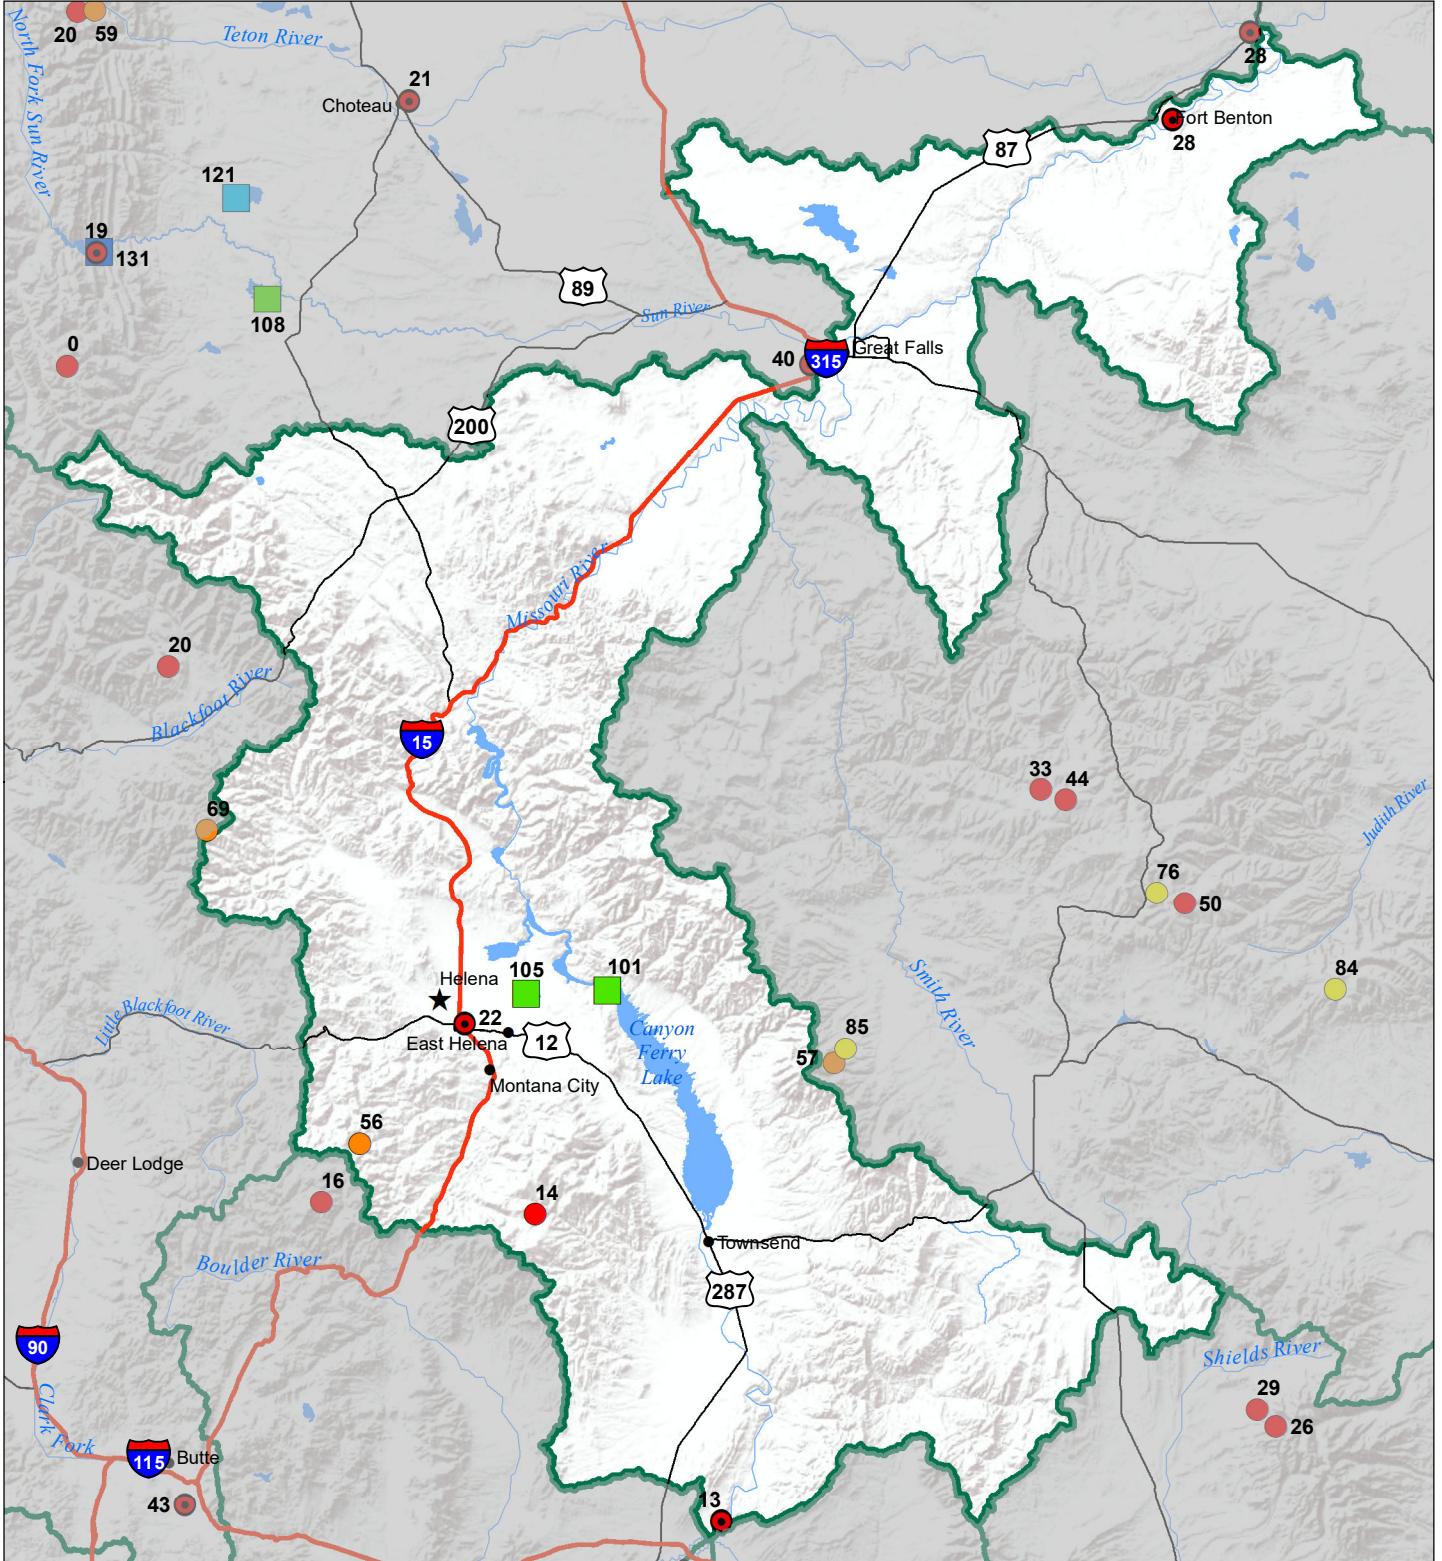 20
59
North Fork Sun River
Teton River
28
21
Choteau
Fort Benton
28
87
121
19
131
89
108
Sun River
0
40
315
Great Falls
200
Missouri River
20
Blackfoot River
15
33
44
69
Judith River
76
50
Smith River
84
Helena
105
101
22
East Helena
12
Canyon
Ferry
Lake
85
57
Little Blackfoot River
Montana City
56
Deer Lodge
16
14
Townsend
Boulder River
287
90
Shields River
29
26
Clark Fork
115
Butte
43
13